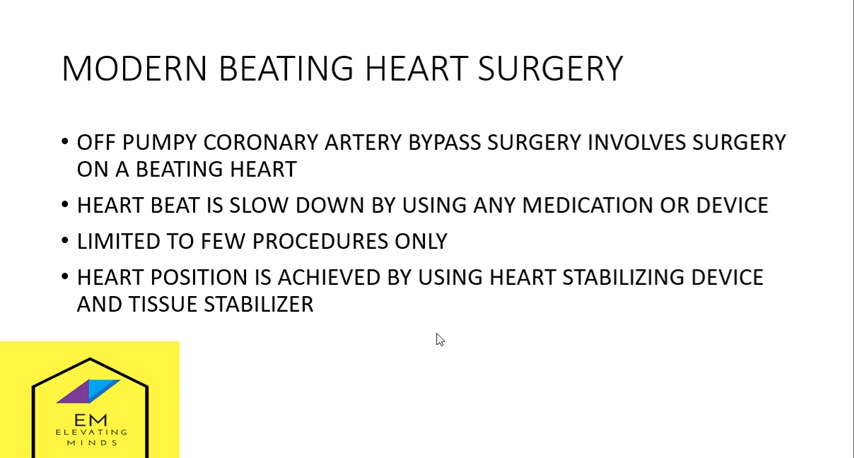 MODERN BEATING HEART SURGERY
• OFF PUMPY CORONARY ARTERY BYPASS SURGERY INVOLVES SURGERY
ON A BEATING HEART
• HEART BEAT IS SLOW DOWN BY USING ANY MEDICATION OR DEVICE
• LIMITED TO FEW PROCEDURES ONLY
• HEART POSITION IS ACHIEVED BY USING HEART STABILIZING DEVICE
AND TISSUE STABILIZER
EM
ELEVATING
MINDS